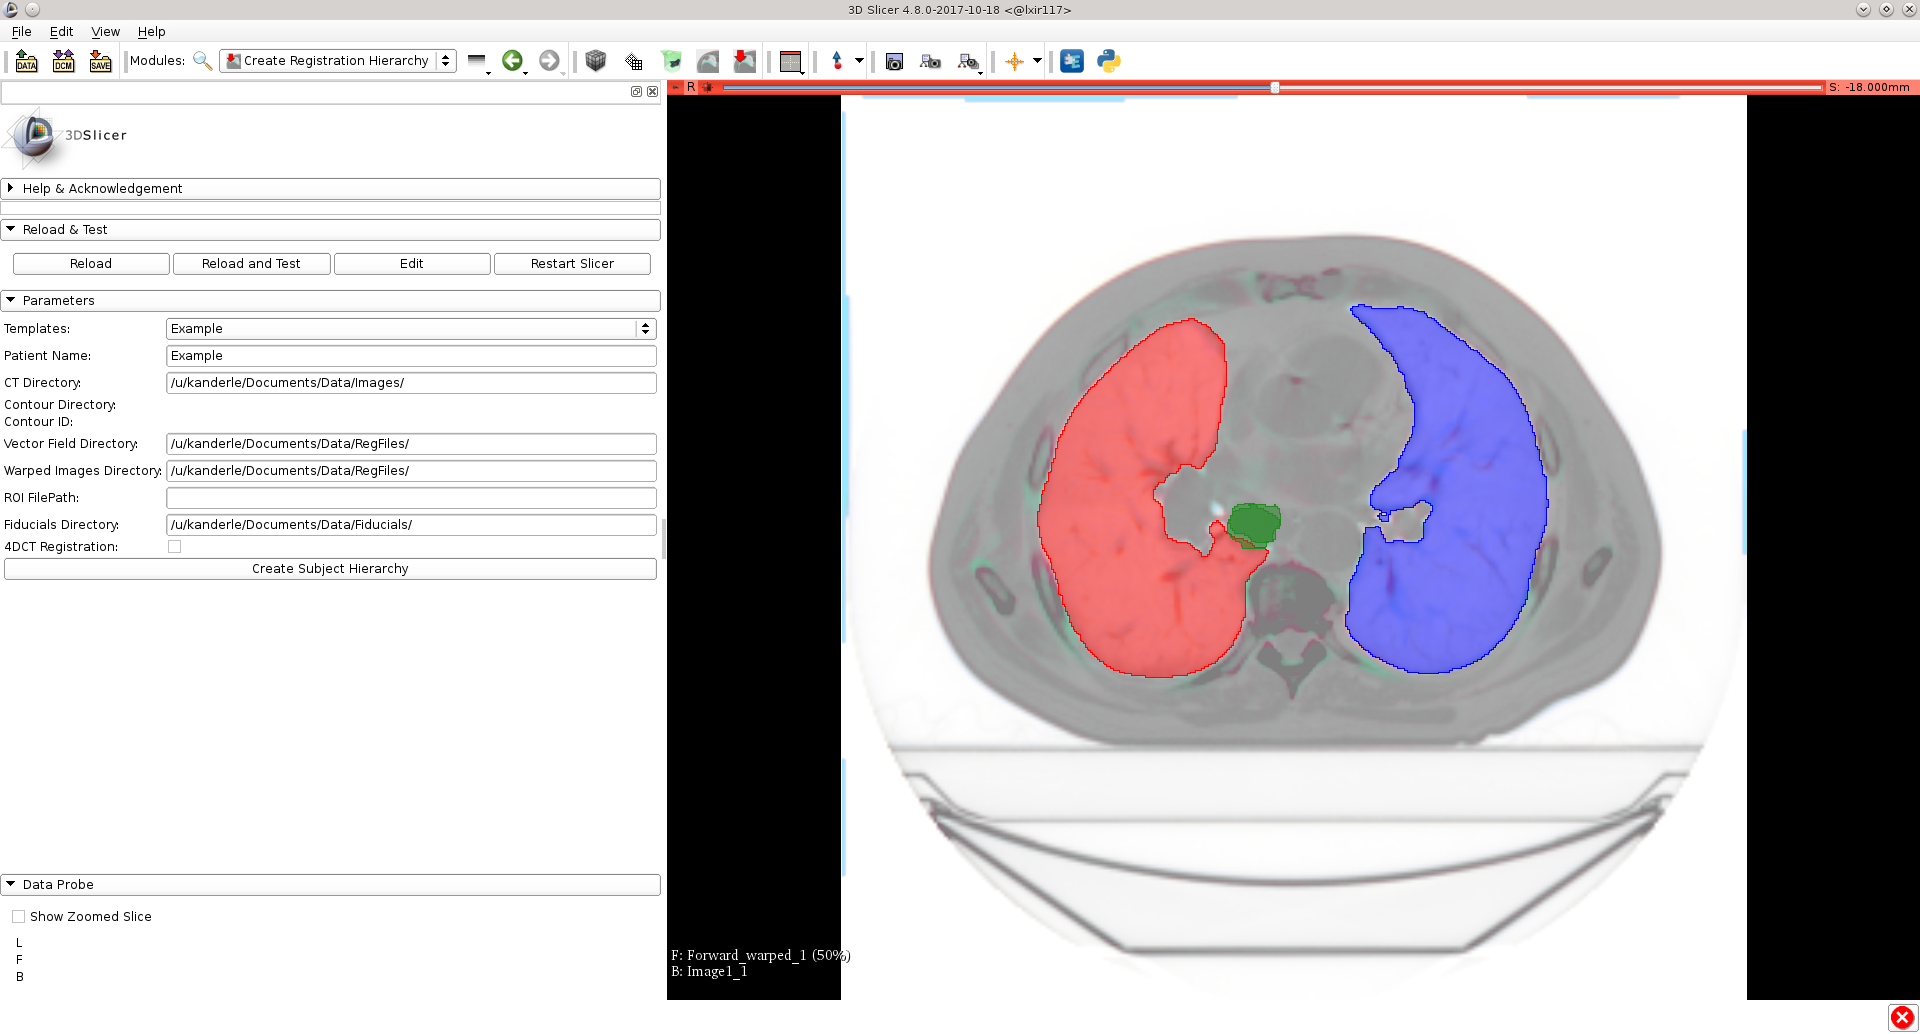 3D Slicer 4.8.0-2017-10-18 <@lxir117>
File Edit View Help
DATA DCM SAVE Modules: Create Registration Hierarchy
R S: -18.000mm
3DSlicer
Help & Acknowledgement
Reload & Test
Reload Reload and Test Edit Restart Slicer
Parameters
Templates: Example
Patient Name: Example
CT Directory: /u/kanderle/Documents/Data/Images/
Contour Directory:
Contour ID:
Vector Field Directory: /u/kanderle/Documents/Data/RegFiles/
Warped Images Directory: /u/kanderle/Documents/Data/RegFiles/
ROI FilePath:
Fiducials Directory: /u/kanderle/Documents/Data/Fiducials/
4DCT Registration:
Create Subject Hierarchy
Data Probe
Show Zoomed Slice
L
F
B
F: Forward_warped_1 (50%)
B: Image1_1